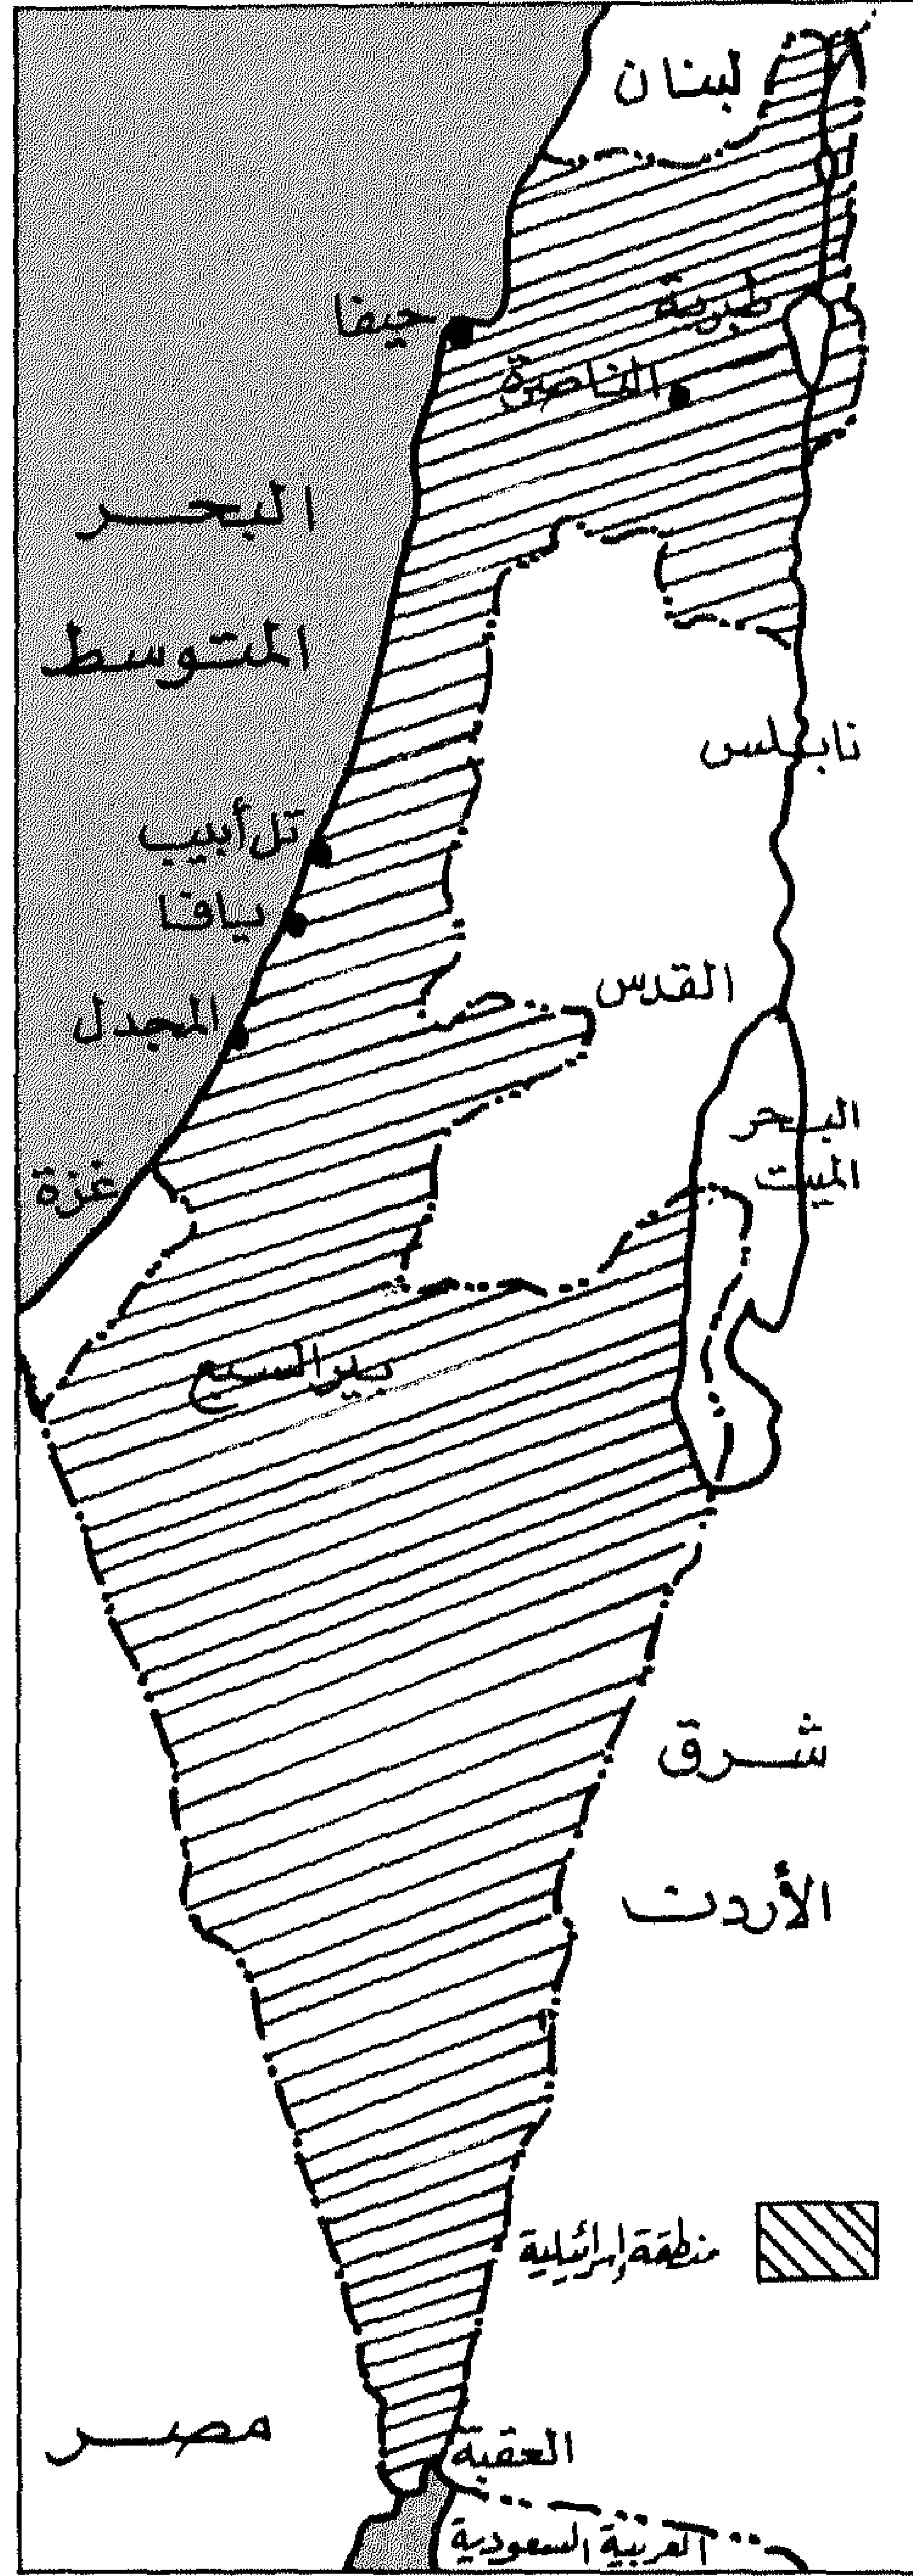 لبنان
حيفا
طبرية
الناصرة
البحر
المتوسط
نابلس
تل أبيب
يافا
القدس
المجدل
البحر
الميت
غزة
بير السبع
شرق
الأردن
منطقة إسرائيلية
مصر
العقبة
العربية السعودية